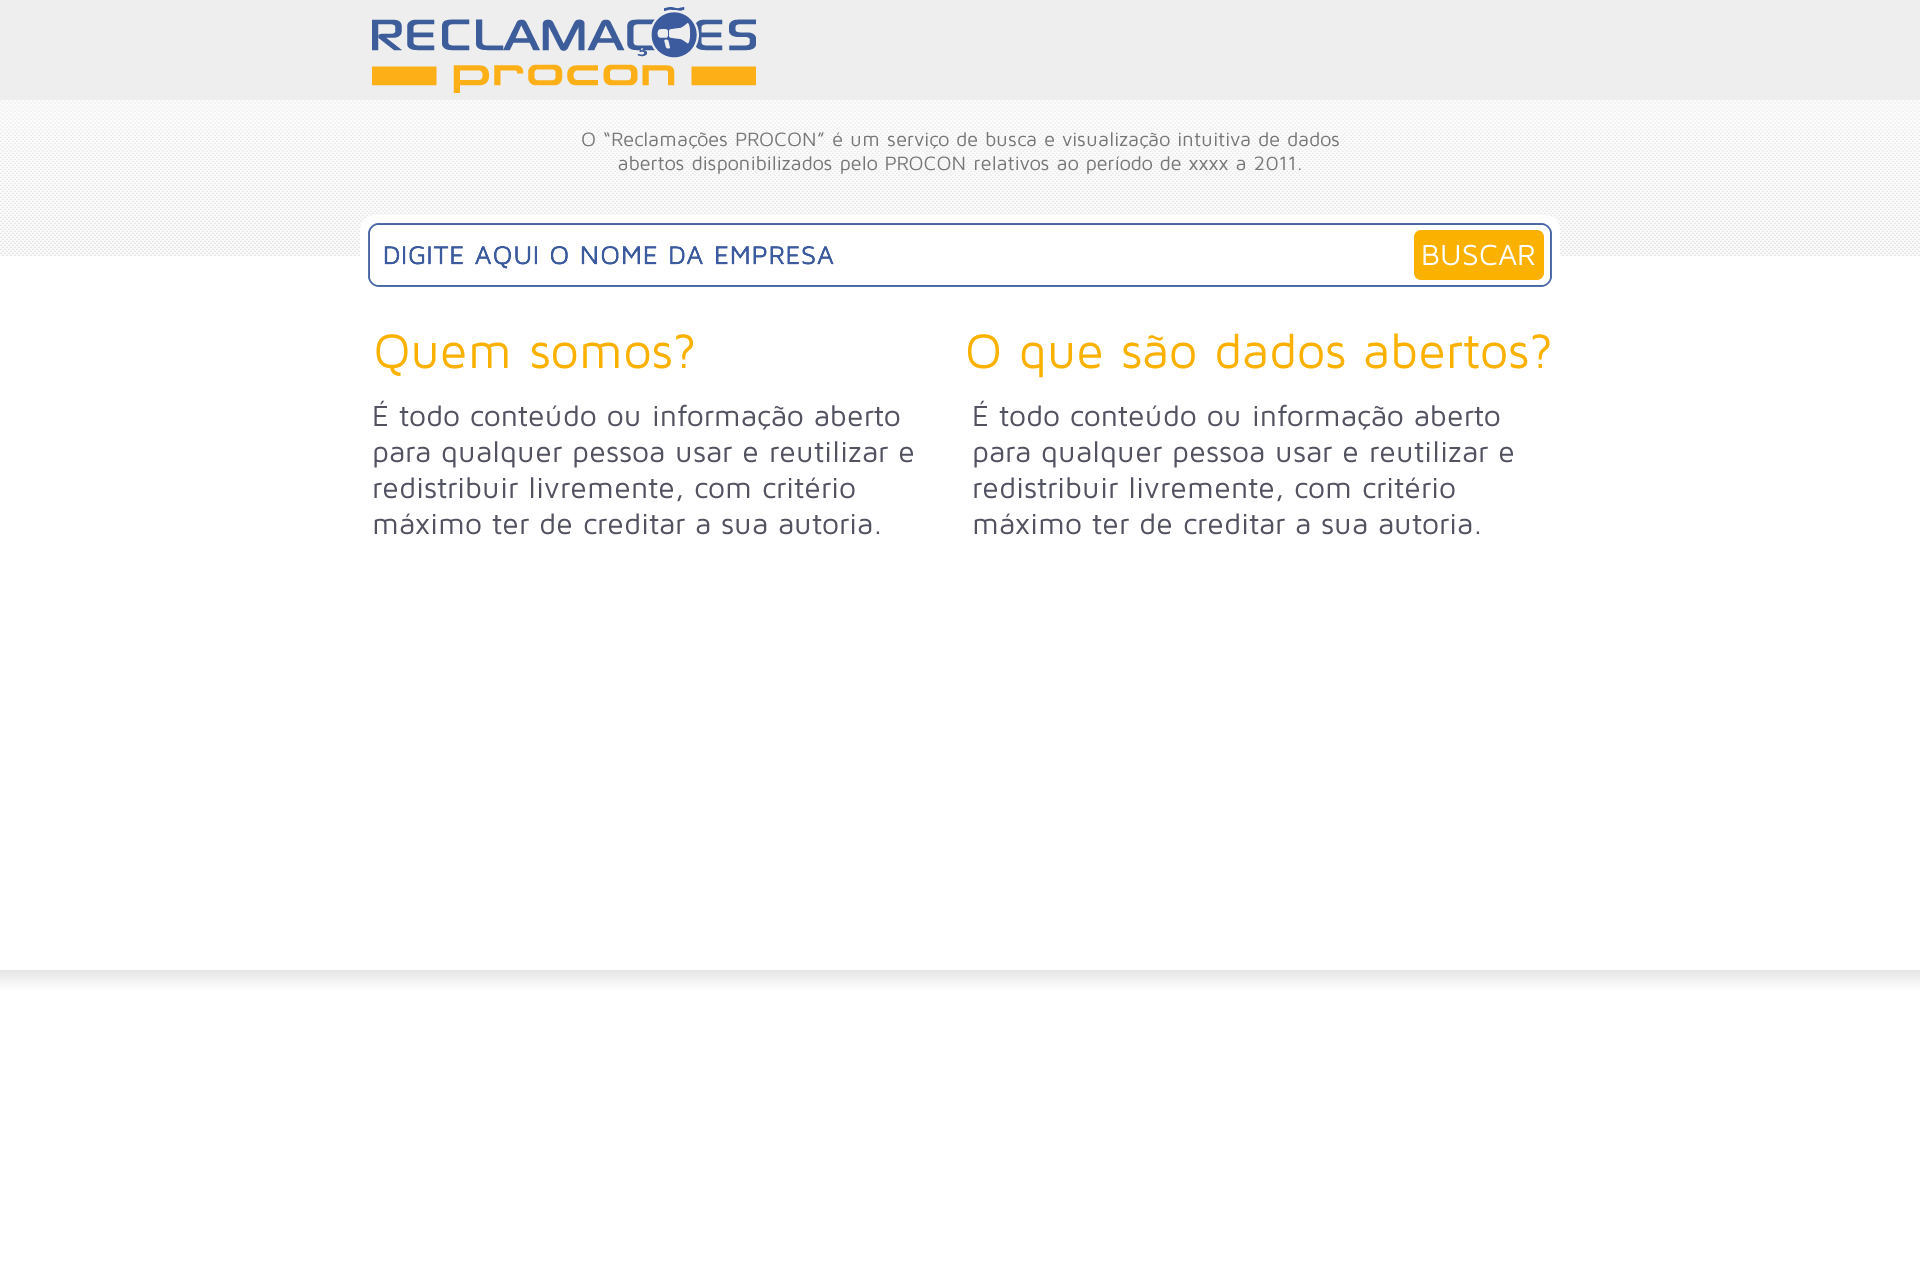 RECLAMAÇÕES
procon
O “Reclamações PROCON” é um serviço de busca e visualização intuitiva de dados
abertos disponibilizados pelo PROCON relativos ao período de xxxx a 2011.
DIGITE AQUI O NOME DA EMPRESA
BUSCAR
Quem somos?
É todo conteúdo ou informação aberto
para qualquer pessoa usar e reutilizar e
redistribuir livremente, com critério
máximo ter de creditar a sua autoria.
O que são dados abertos?
É todo conteúdo ou informação aberto
para qualquer pessoa usar e reutilizar e
redistribuir livremente, com critério
máximo ter de creditar a sua autoria.